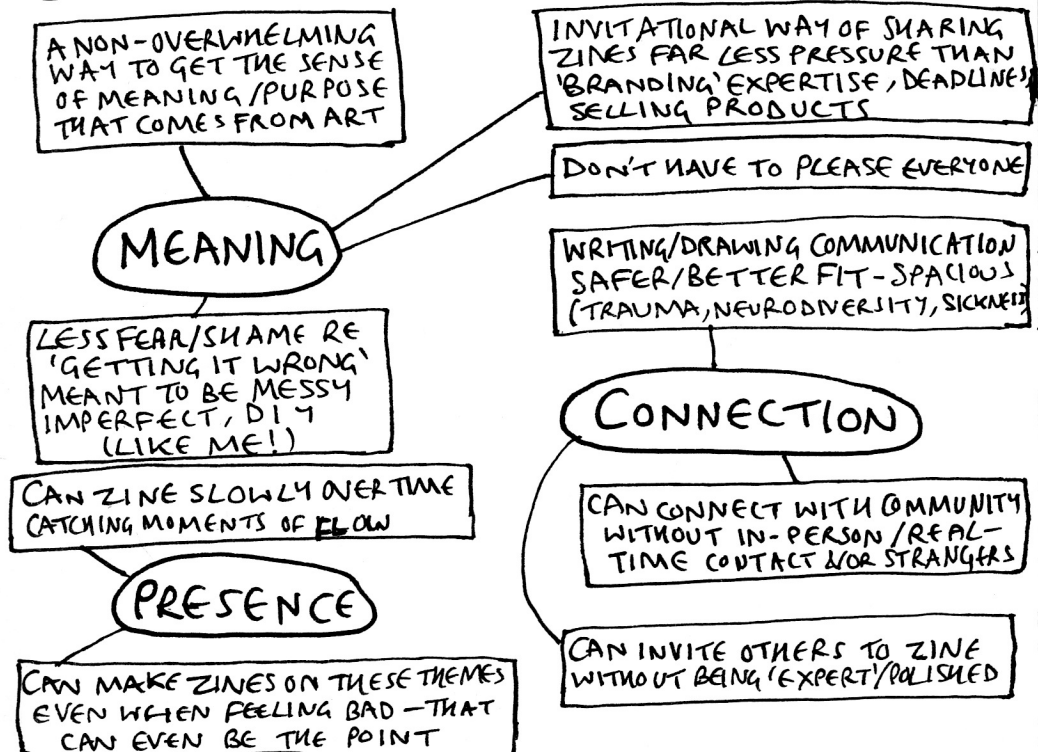 A NON-OVERWHELMING
WAY TO GET THE SENSE
OF MEANING/PURPOSE
THAT COMES FROM ART
MEANING
LESS FEAR/SHAME RE
'GETTING IT WRONG'
MEANT TO BE MESSY
IMPERFECT, DIY
(LIKE ME!)
CAN ZINE SLOWLY OVER TIME
CATCHING MOMENTS OF FLOW
PRESENCE
CAN MAKE ZINES ON THESE THEMES
EVEN WHEN FEELING BAD – THAT
CAN EVEN BE THE POINT
INVITATIONAL WAY OF SHARING
ZINES FAR LESS PRESSURE THAN
'BRANDING' EXPERTISE, DEADLINES,
SELLING PRODUCTS
DON'T HAVE TO PLEASE EVERYONE
WRITING/DRAWING COMMUNICATION
SAFER/BETTER FIT - SPACIOUS
(TRAUMA, NEURODIVERSITY, SICKNESS)
CONNECTION
CAN CONNECT WITH COMMUNITY
WITHOUT IN-PERSON/REAL-
TIME CONTACT &/OR STRANGERS
CAN INVITE OTHERS TO ZINE
WITHOUT BEING 'EXPERT'/POLISHED